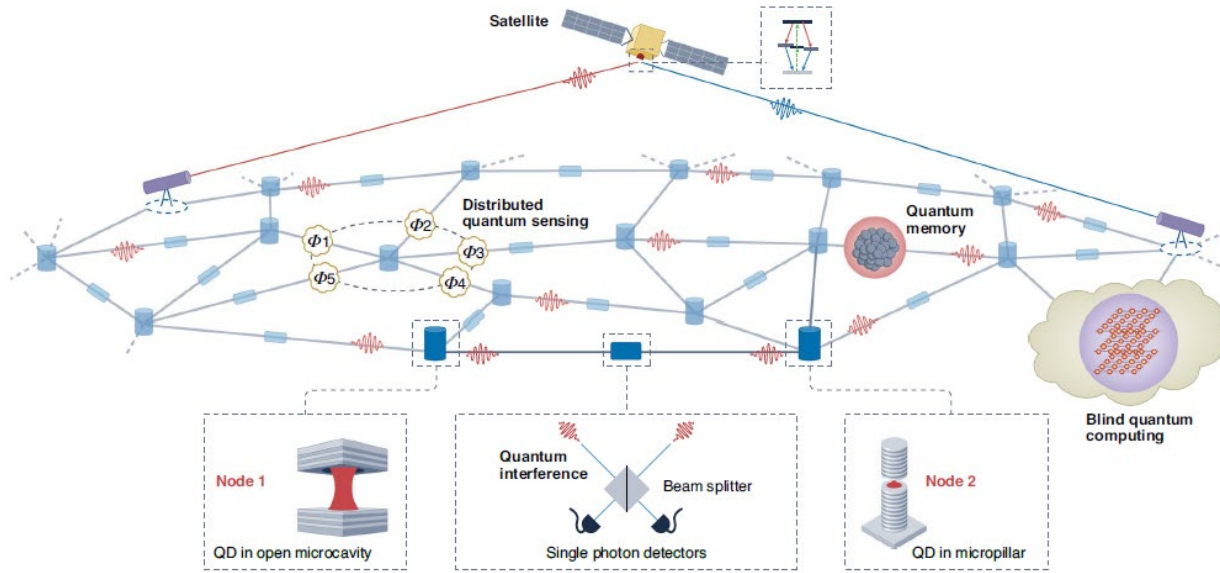 Satellite
Distributed
quantum sensing
Φ1
Φ2
Φ3
Φ4
Φ5
Quantum
memory
Blind quantum
computing
Node 1
QD in open microcavity
Quantum
interference
Beam splitter
Single photon detectors
Node 2
QD in micropillar